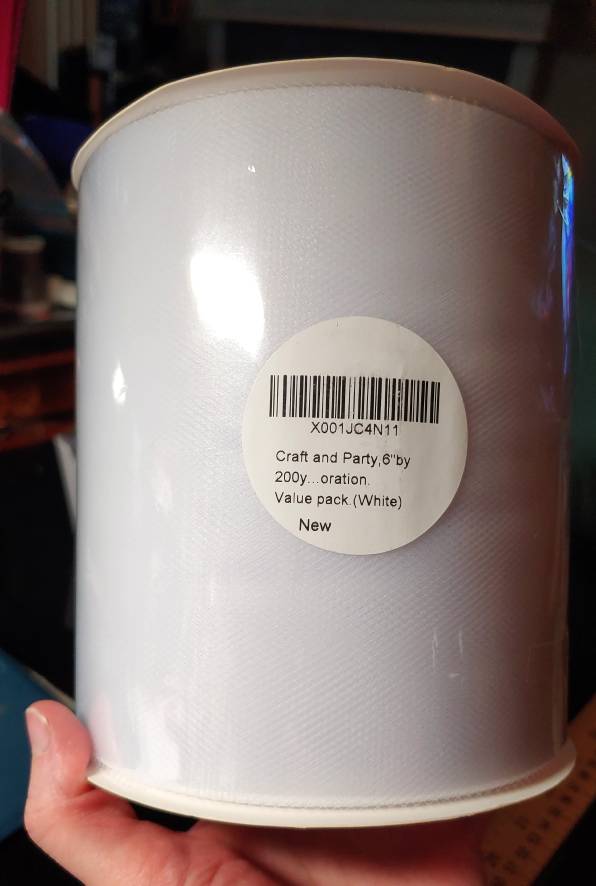 X001JC4N11
Craft and Party,6"by
200y...oration.
Value pack.(White)
New